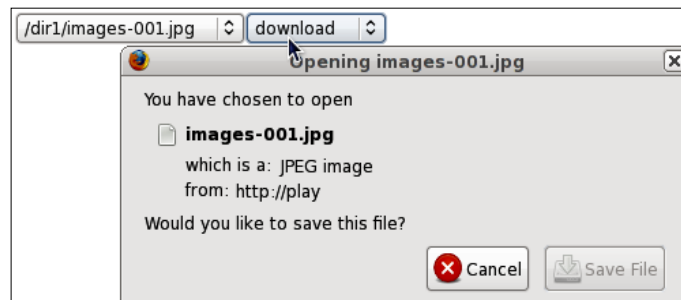 /dir1/images-001.jpg download
Opening images-001.jpg
You have chosen to open
images-001.jpg
which is a: JPEG image
from: http://play
Would you like to save this file?
Cancel Save File